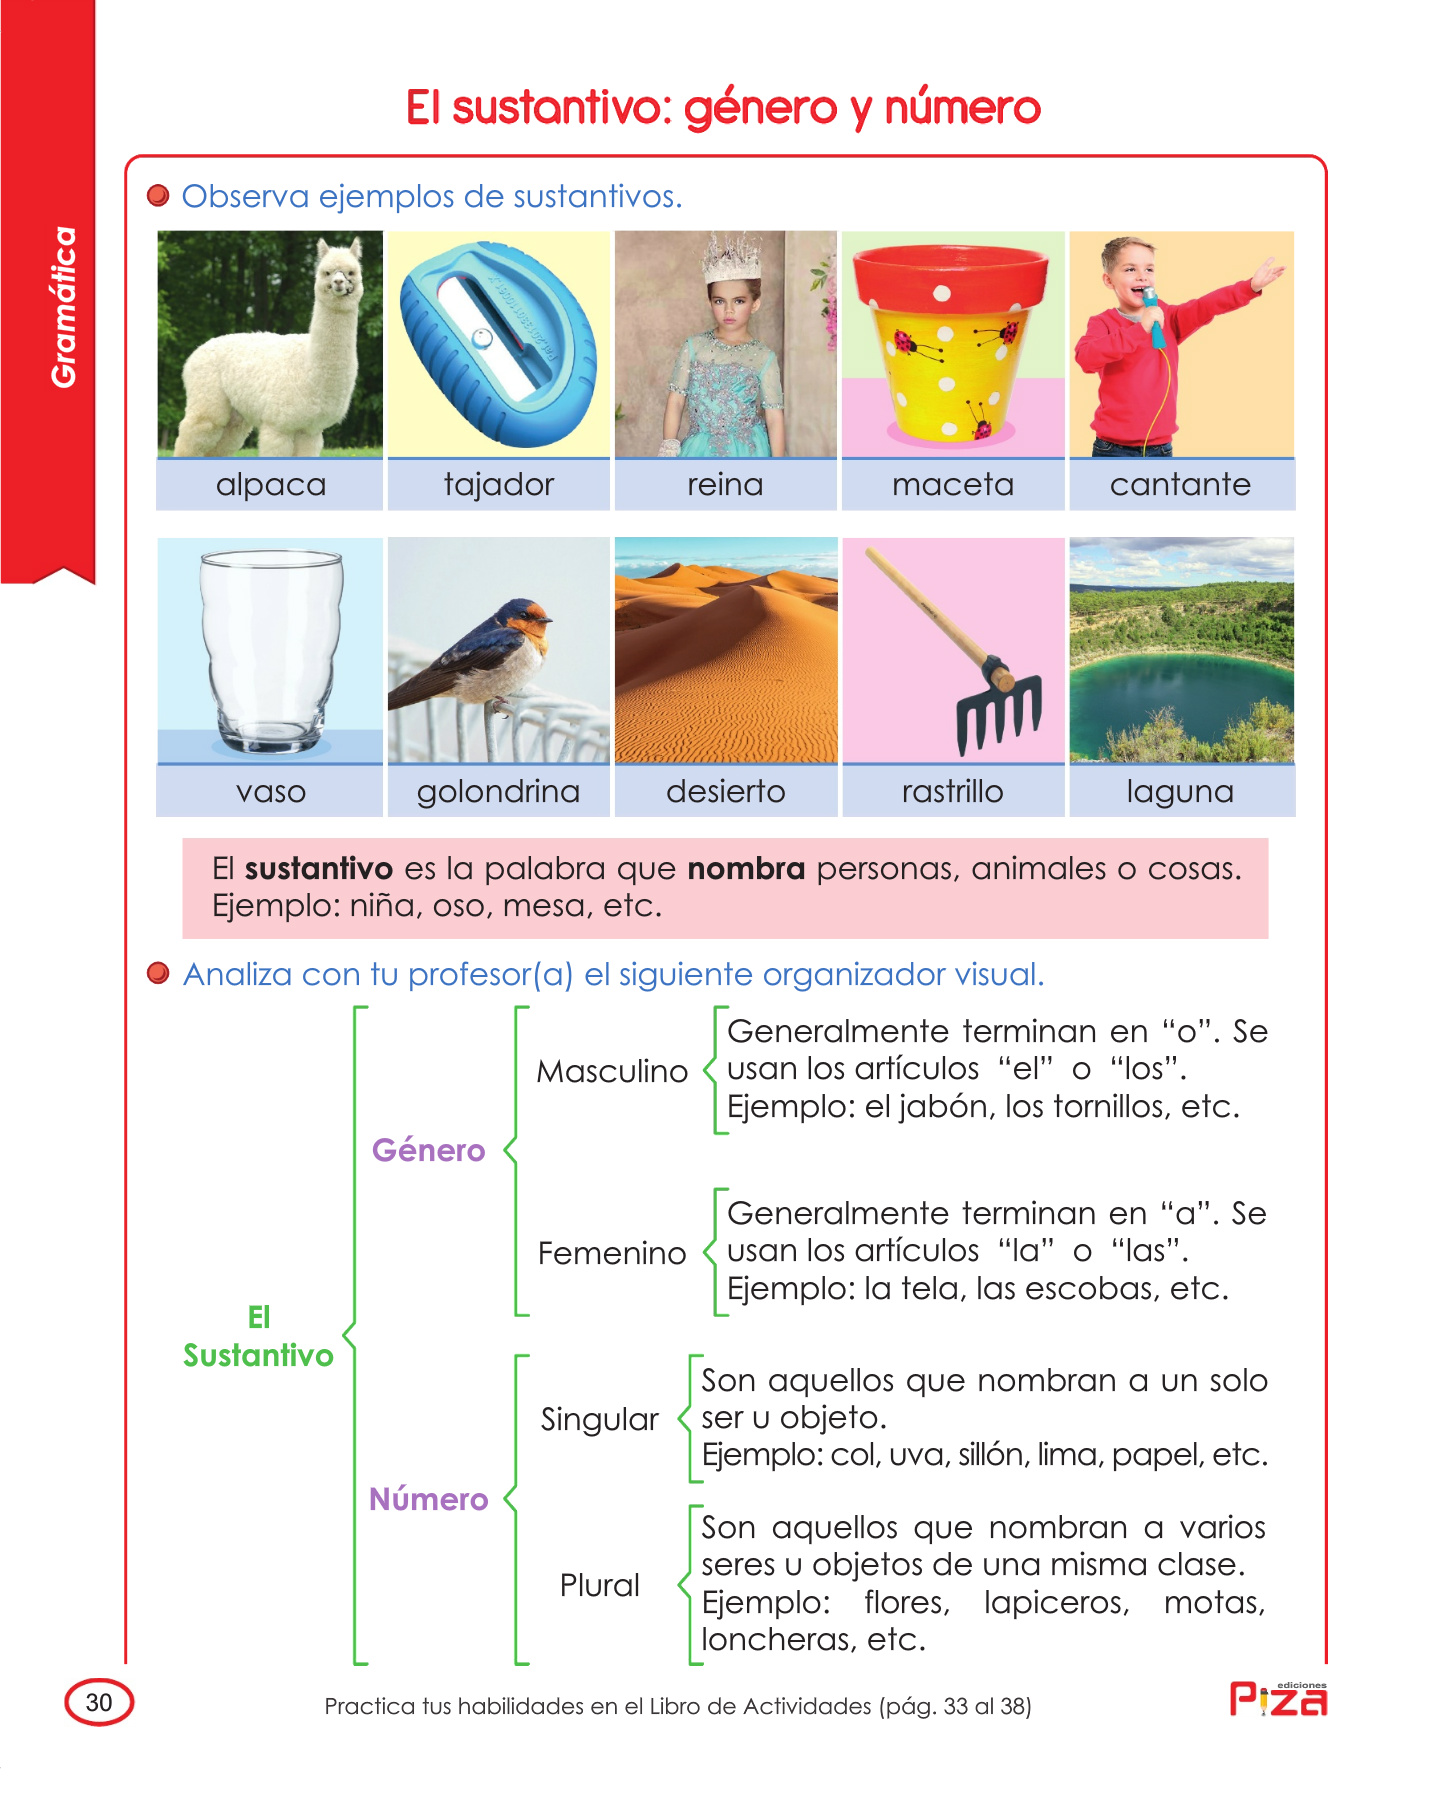 El sustantivo: género y número
Gramática
Observa ejemplos de sustantivos.
alpaca
tajador
reina
maceta
cantante
vaso
golondrina
desierto
rastrillo
laguna
El sustantivo es la palabra que nombra personas, animales o cosas.
Ejemplo: niña, oso, mesa, etc.
Analiza con tu profesor(a) el siguiente organizador visual.
El
Sustantivo
Género
Masculino
Generalmente terminan en “o”. Se
usan los artículos “el” o “los”.
Ejemplo: el jabón, los tornillos, etc.
Femenino
Generalmente terminan en “a”. Se
usan los artículos “la” o “las”.
Ejemplo: la tela, las escobas, etc.
Número
Singular
Son aquellos que nombran a un solo
ser u objeto.
Ejemplo: col, uva, sillón, lima, papel, etc.
Plural
Son aquellos que nombran a varios
seres u objetos de una misma clase.
Ejemplo: flores, lapiceros, motas,
loncheras, etc.
30
Practica tus habilidades en el Libro de Actividades (pág. 33 al 38)
ediciones
Piza